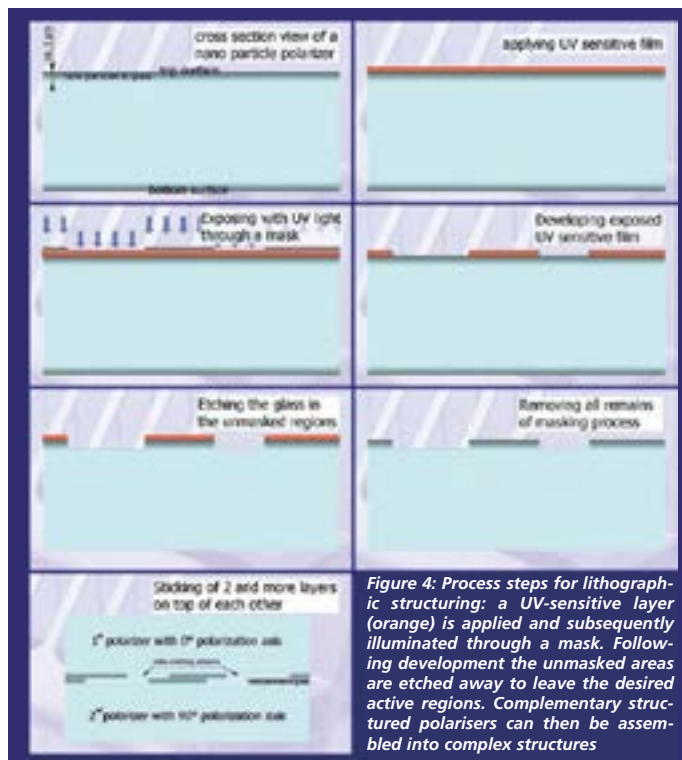 cross section view of a
nano particle polarizer
top surface
bottom surface
applying UV sensitive film
Exposing with UV light
through a mask
Developing exposed
UV sensitive film
Etching the glass in
the unmasked regions
Removing all remains
of masking process
Sticking of 2 and more layers
on top of each other
1st polarizer with 0° polarization axis
2nd polarizer with 90° polarization axis
Figure 4: Process steps for lithograph-
ic structuring: a UV-sensitive layer
(orange) is applied and subsequently
illuminated through a mask. Follow-
ing development the unmasked areas
are etched away to leave the desired
active regions. Complementary struc-
tured polarisers can then be assem-
bled into complex structures